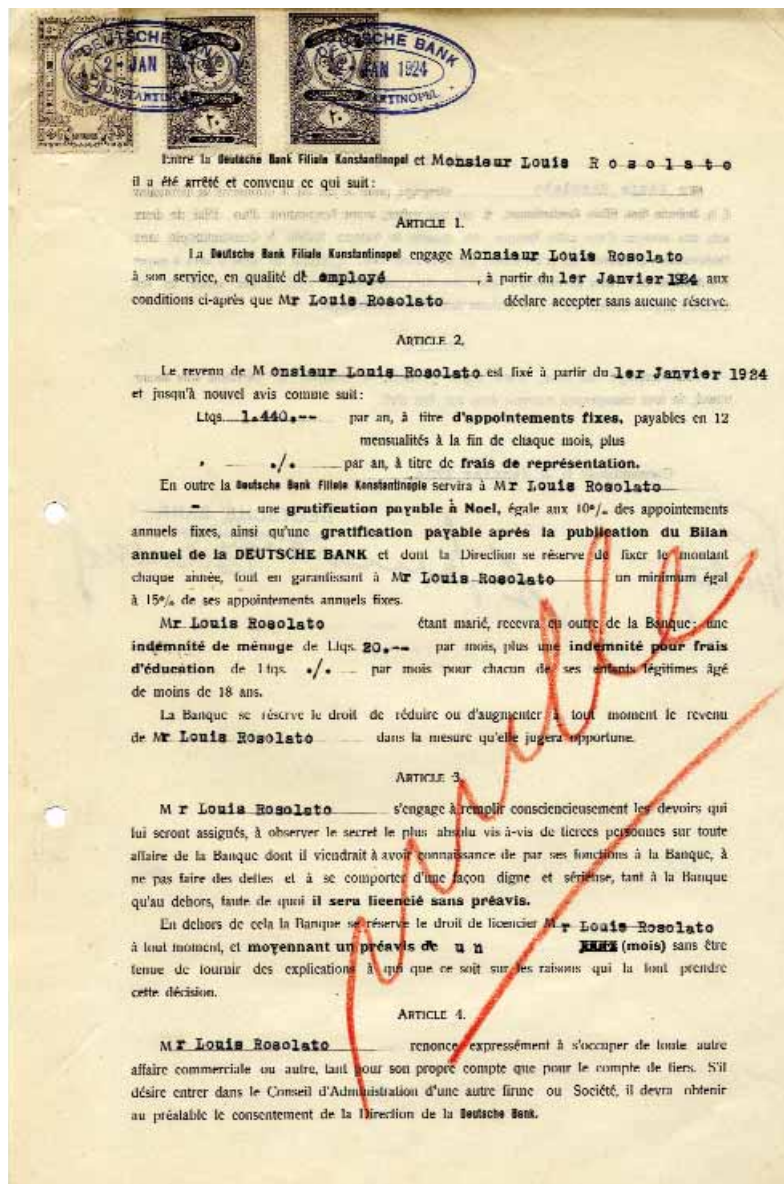 DEUTSCHE BANK
2 - JAN 1924
CONSTANTINOPEL
DEUTSCHE BANK
JAN 1924
٢٠
٢٠
Entre la Deutsche Bank Filiale Konstantinopel et Monsieur Louis Rosolato
il a été arrêté et convenu ce qui suit:
ARTICLE 1.
La Deutsche Bank Filiale Konstantinopel engage Monsieur Louis Rosolato
à son service, en qualité de employé, à partir du 1er Janvier 1924 aux
conditions ci-après que Mr Louis Rosolato déclare accepter sans aucune réserve.
ARTICLE 2.
Le revenu de Monsieur Louis Rosolato est fixé à partir du 1er Janvier 1924
et jusqu'à nouvel avis comme suit:
Ltqs. 1.440.-- par an, à titre d'appointements fixes, payables en 12
mensualités à la fin de chaque mois, plus
" ./. par an, à titre de frais de représentation.
En outre la Deutsche Bank Filiale Konstantinople servira à Mr Louis Rosolato
- une gratification payable à Noel, égale aux 10% des appointements
annuels fixes, ainsi qu'une gratification payable après la publication du Bilan
annuel de la DEUTSCHE BANK et dont la Direction se réserve de fixer le montant
chaque année, tout en garantissant à Mr Louis Rosolato un minimum égal
à 15% de ses appointements annuels fixes.
Mr Louis Rosolato étant marié, recevra en outre de la Banque: une
indemnité de ménage de Ltqs. 20.-- par mois, plus une indemnité pour frais
d'éducation de Ltqs. ./. par mois pour chacun de ses enfants légitimes âgé
de moins de 18 ans.
La Banque se réserve le droit de réduire ou d'augmenter à tout moment le revenu
de Mr Louis Rosolato dans la mesure qu'elle jugera opportune.
ARTICLE 3.
Mr Louis Rosolato s'engage à remplir consciencieusement les devoirs qui
lui seront assignés, à observer le secret le plus absolu vis à-vis de tierces personnes sur toute
affaire de la Banque dont il viendrait à avoir connaissance de par ses fonctions à la Banque, à
ne pas faire des dettes et à se comporter d'une façon digne et sérieuse, tant à la Banque
qu'au dehors, faute de quoi il sera licencié sans préavis.
En dehors de cela la Banque se réserve le droit de licencier Mr Louis Rosolato
à tout moment, et moyennant un préavis de un (mois) sans être
tenue de fournir des explications à qui que ce soit sur les raisons qui la font prendre
cette décision.
ARTICLE 4.
Mr Louis Rosolato renonce expressément à s'occuper de toute autre
affaire commerciale ou autre, tant pour son propre compte que pour le compte de tiers. S'il
désire entrer dans le Conseil d'Administration d'une autre firme ou Société, il devra obtenir
au préalable le consentement de la Direction de la Deutsche Bank.